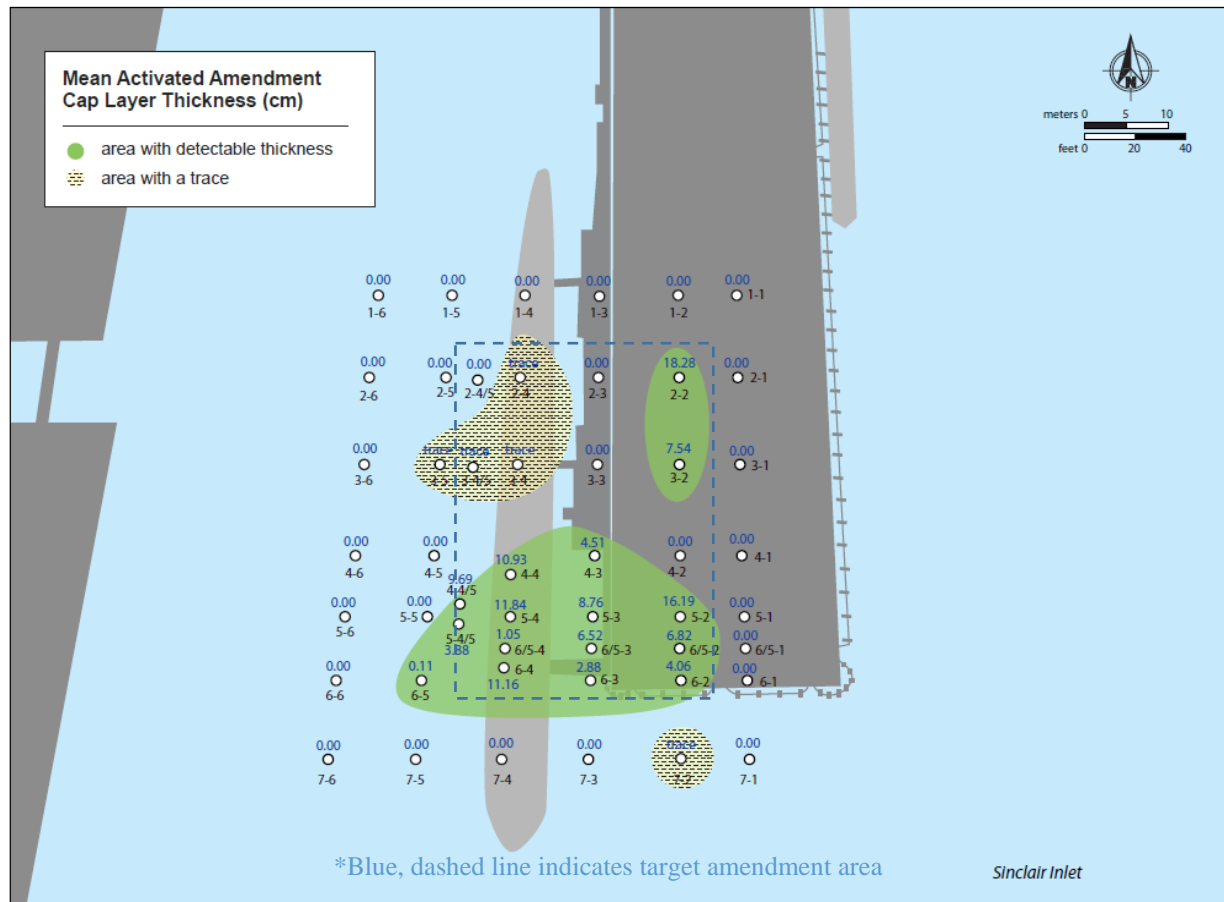 Mean Activated Amendment
Cap Layer Thickness (cm)
area with detectable thickness
area with a trace
N
meters 0 5 10
feet 0 20 40
0.00 0.00 0.00 0.00 0.00 0.00
1-6 1-5 1-4 1-3 1-2 1-1
0.00 0.00 0.00 trace 0.00 18.28 0.00
2-6 2-5 2-4/5 2-4 2-3 2-2 2-1
0.00 trace trace trace 0.00 7.54 0.00
3-6 3-5 3-4/5 3-4 3-3 3-2 3-1
0.00 0.00 10.93 4.51 0.00 0.00
4-6 4-5 4-4 4-3 4-2 4-1
9.69
4-4/5
0.00 0.00 11.84 8.76 16.19 0.00
5-6 5-5 5-4 5-3 5-2 5-1
5-4/5
3.88
1.05 6.52 6.82 0.00
6/5-4 6/5-3 6/5-2 6/5-1
0.00 0.11 6-4 2.88 4.06 0.00
6-6 6-5 11.16 6-3 6-2 6-1
0.00 0.00 0.00 0.00 trace 0.00
7-6 7-5 7-4 7-3 7-2 7-1
*Blue, dashed line indicates target amendment area
Sinclair Inlet